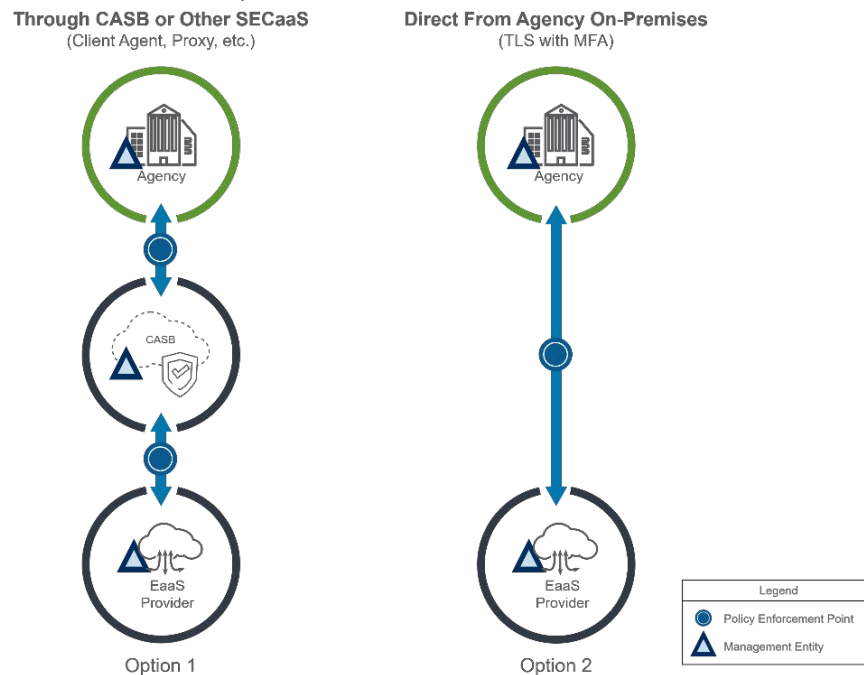 Through CASB or Other SECaaS
(Client Agent, Proxy, etc.)
Agency
CASB
EaaS
Provider
Option 1
Direct From Agency On-Premises
(TLS with MFA)
Agency
EaaS
Provider
Option 2
Legend
Policy Enforcement Point
Management Entity